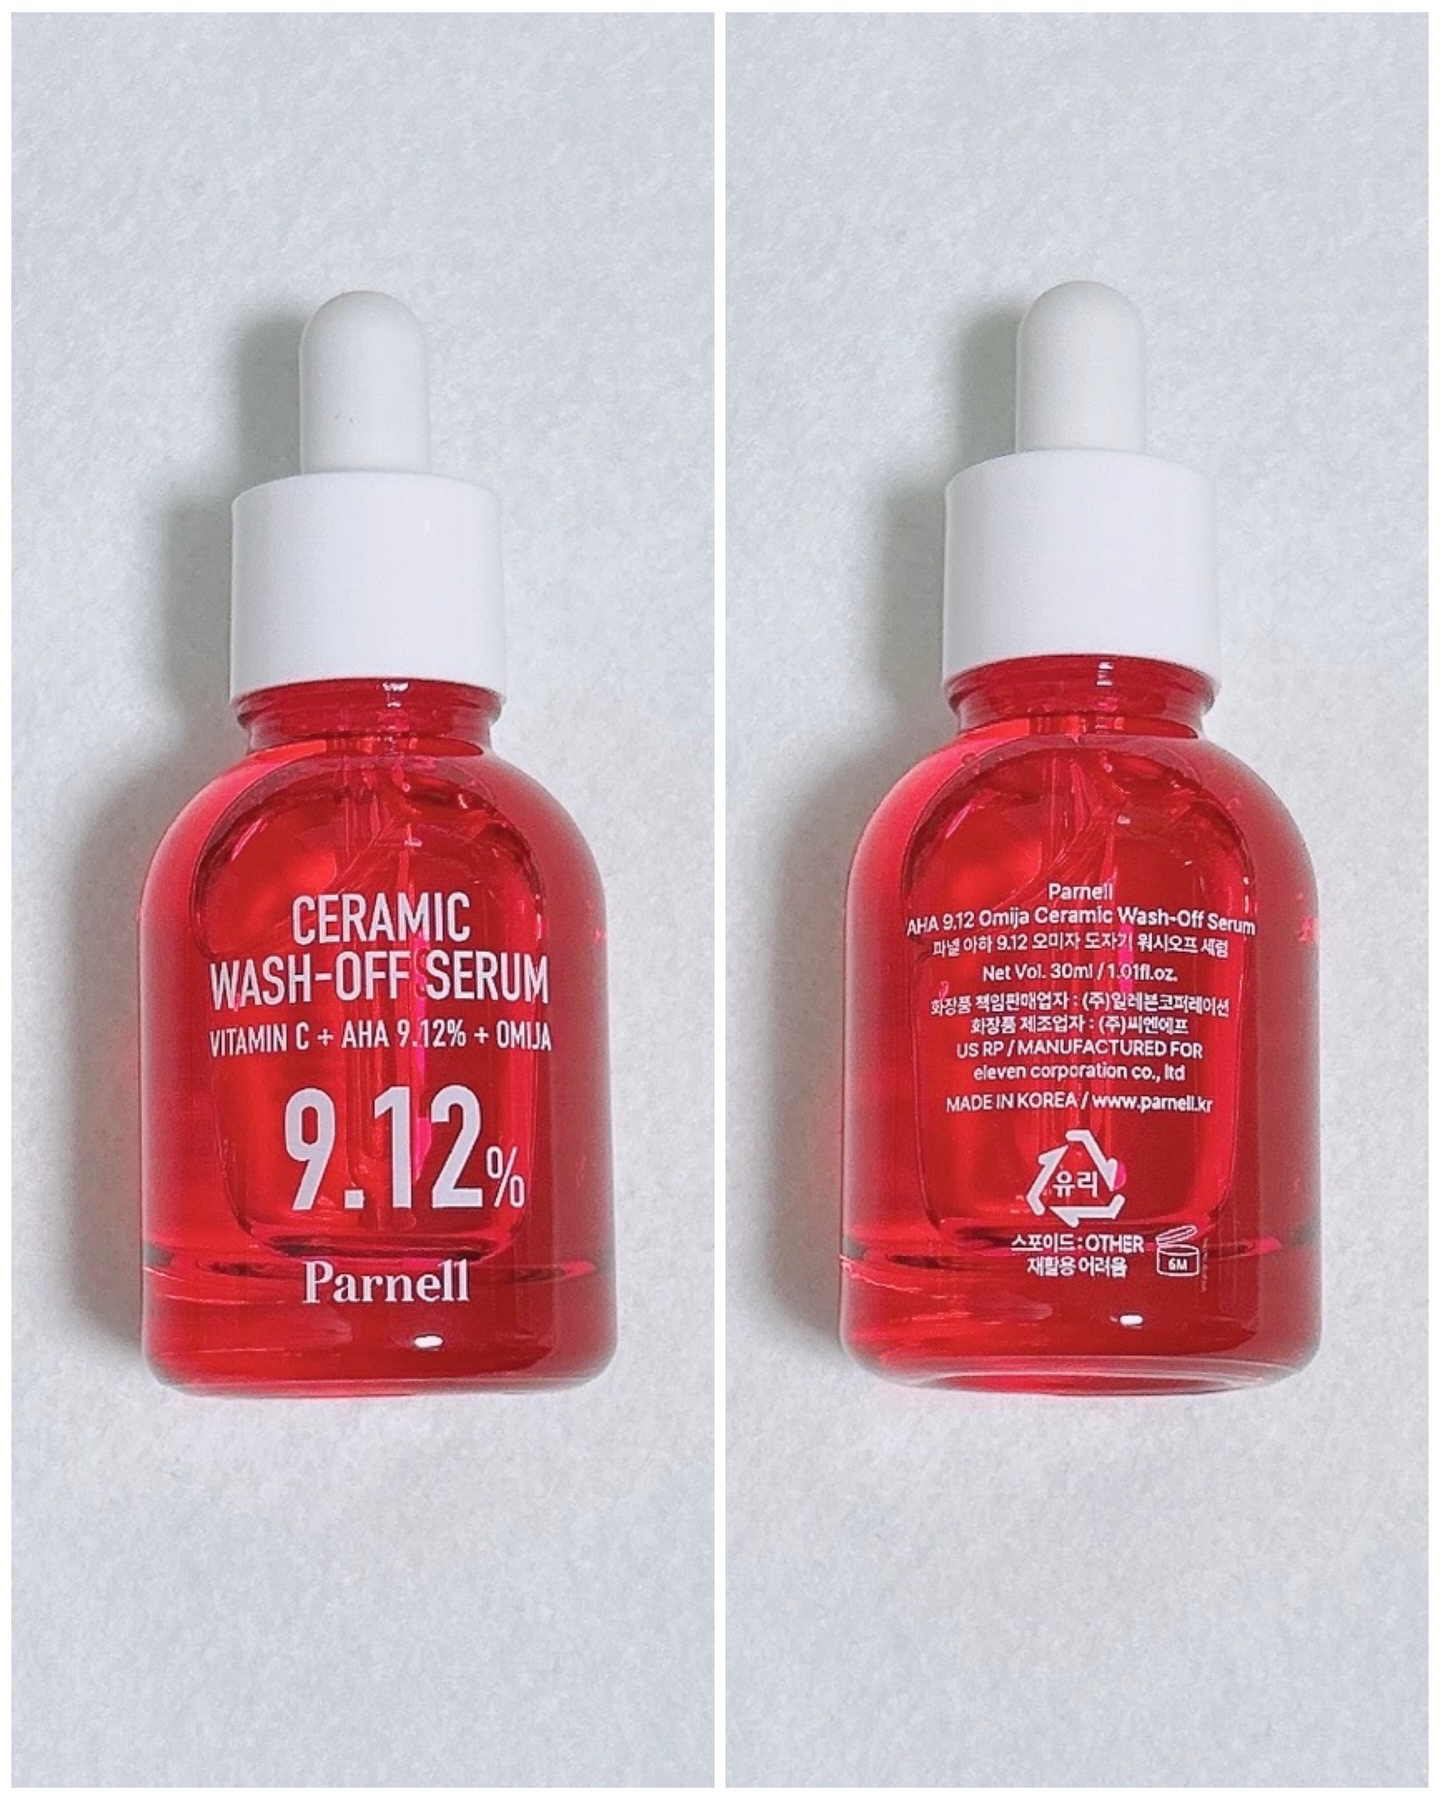 CERAMIC
WASH-OFF SERUM
VITAMIN C + AHA 9.12% + OMIJA
9.12%
Parnell
Parnell
AHA 9.12 Omija Ceramic Wash-Off Serum
파넬 아하 9.12 오미자 도자기 워시오프 세럼
Net Vol. 30ml / 1.01fl.oz.
화장품 책임판매업자 : (주)일레븐코퍼레이션
화장품 제조업자 : (주)씨엔에프
US RP / MANUFACTURED FOR
eleven corporation co., ltd
MADE IN KOREA / www.parnell.kr
유리
스포이드 : OTHER
재활용 어려움
6M